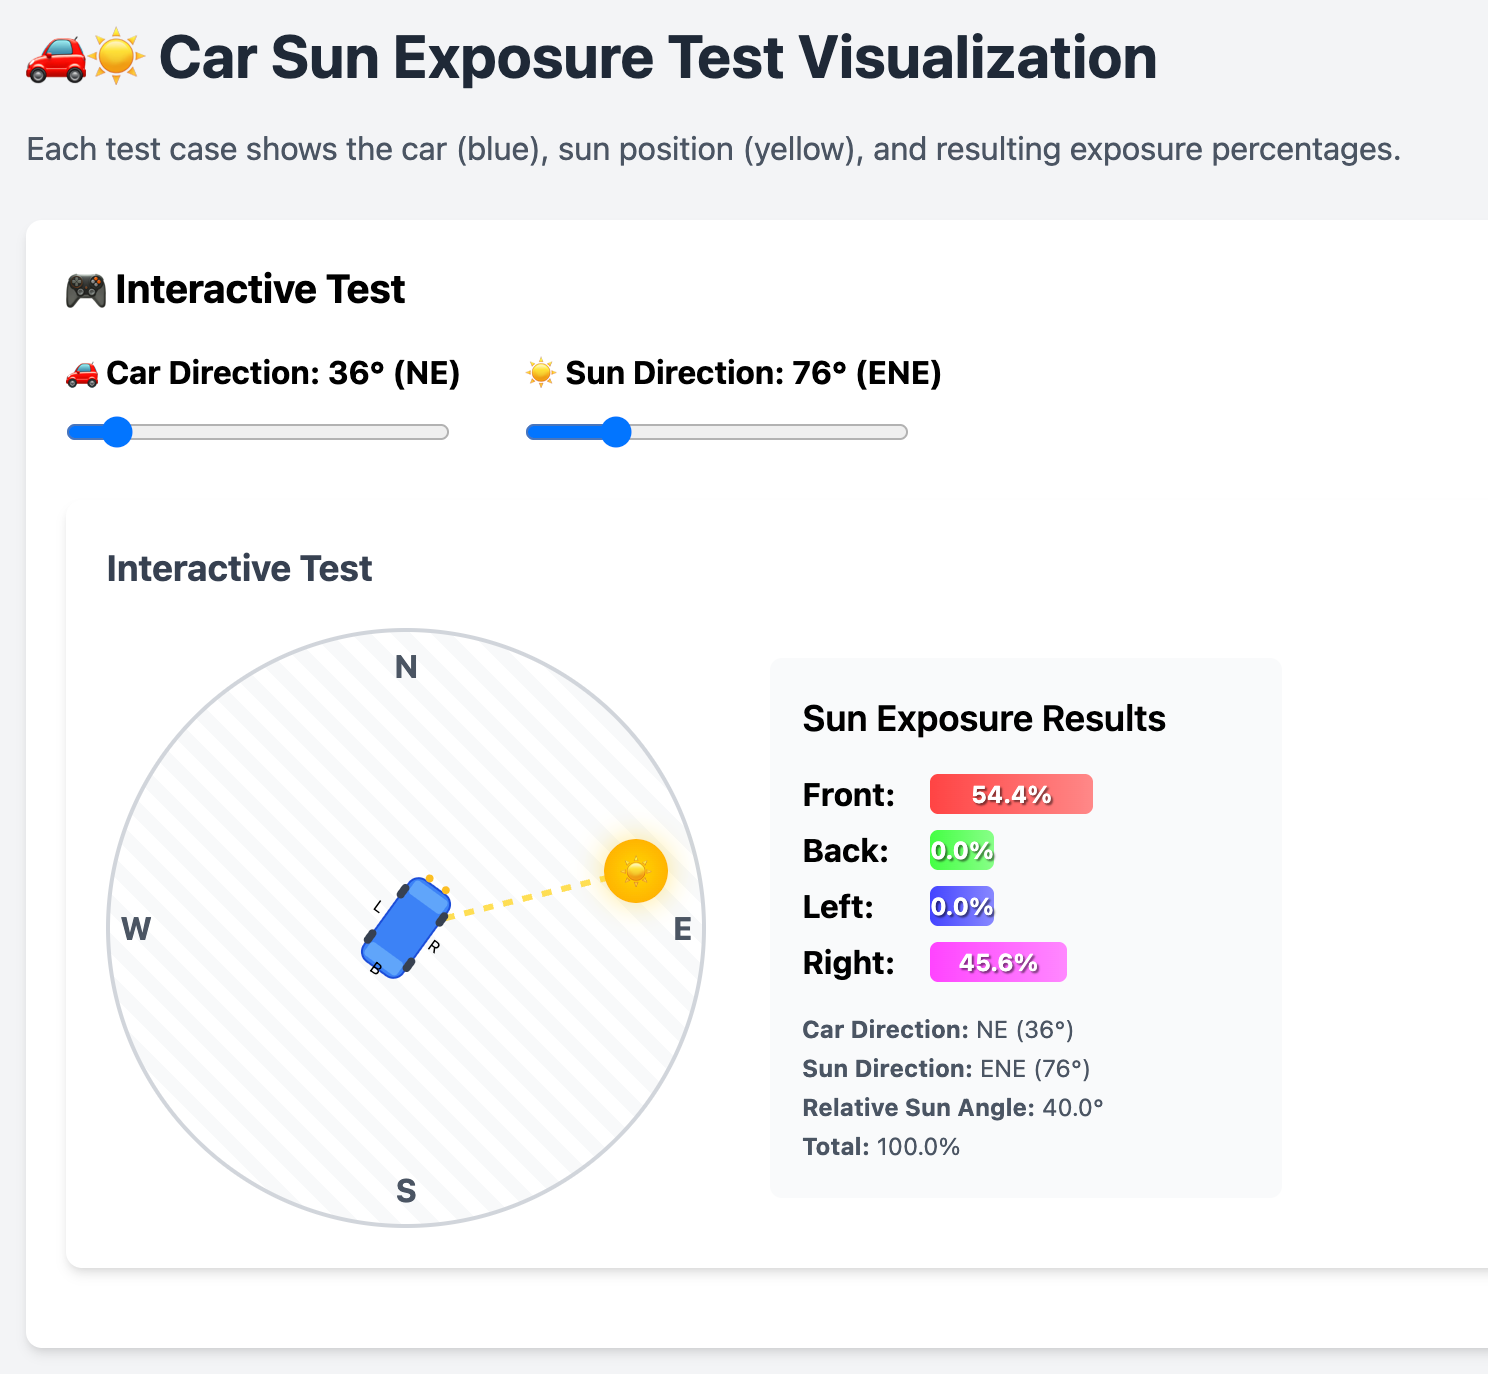 Car Sun Exposure Test Visualization
Each test case shows the car (blue), sun position (yellow), and resulting exposure percentages.
Interactive Test
Car Direction: 36° (NE)
Sun Direction: 76° (ENE)
Interactive Test
N
W
E
S
L
R
B
Sun Exposure Results
Front: 54.4%
Back: 0.0%
Left: 0.0%
Right: 45.6%
Car Direction: NE (36°)
Sun Direction: ENE (76°)
Relative Sun Angle: 40.0°
Total: 100.0%